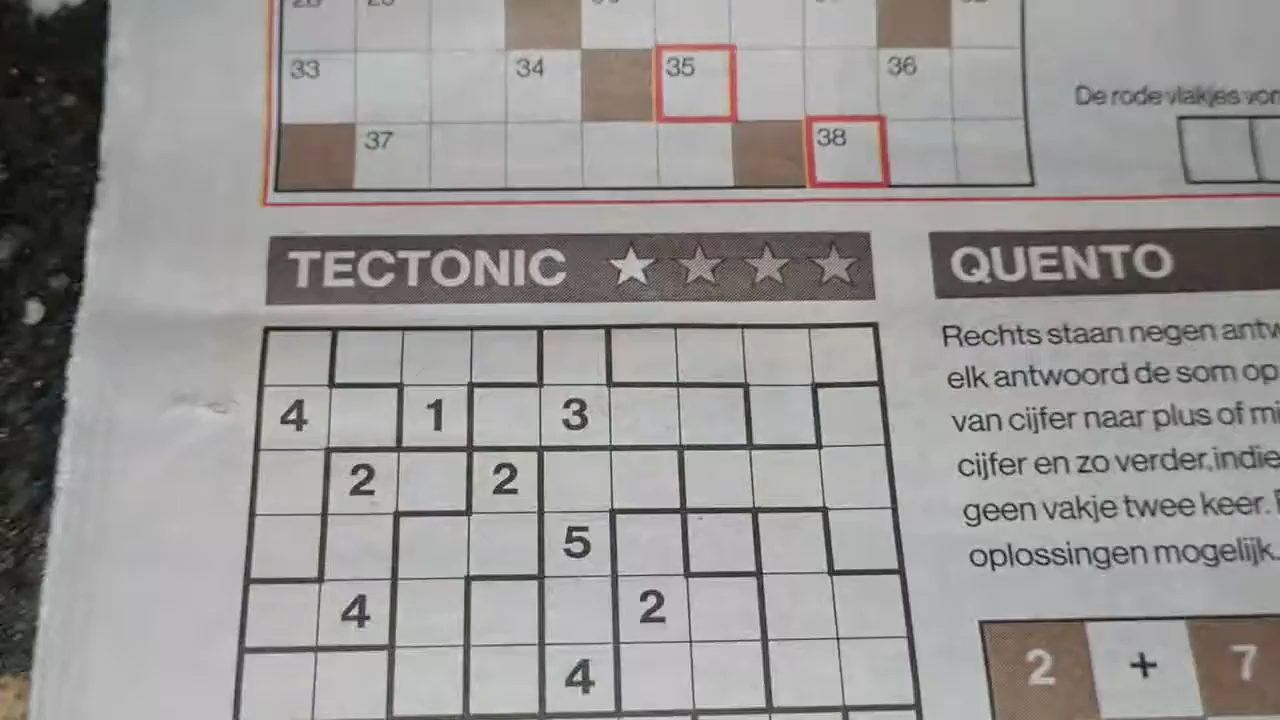 33 34 35 36
37 38
De rode vlakjes vor
TECTONIC
4 1 3
2 2
5
4 2
4
QUENTO
Rechts staan negen antw
elk antwoord de som op
van cijfer naar plus of mi
cijfer en zo verder, indie
geen vakje twee keer.
oplossingen mogelijk.
2 + 7